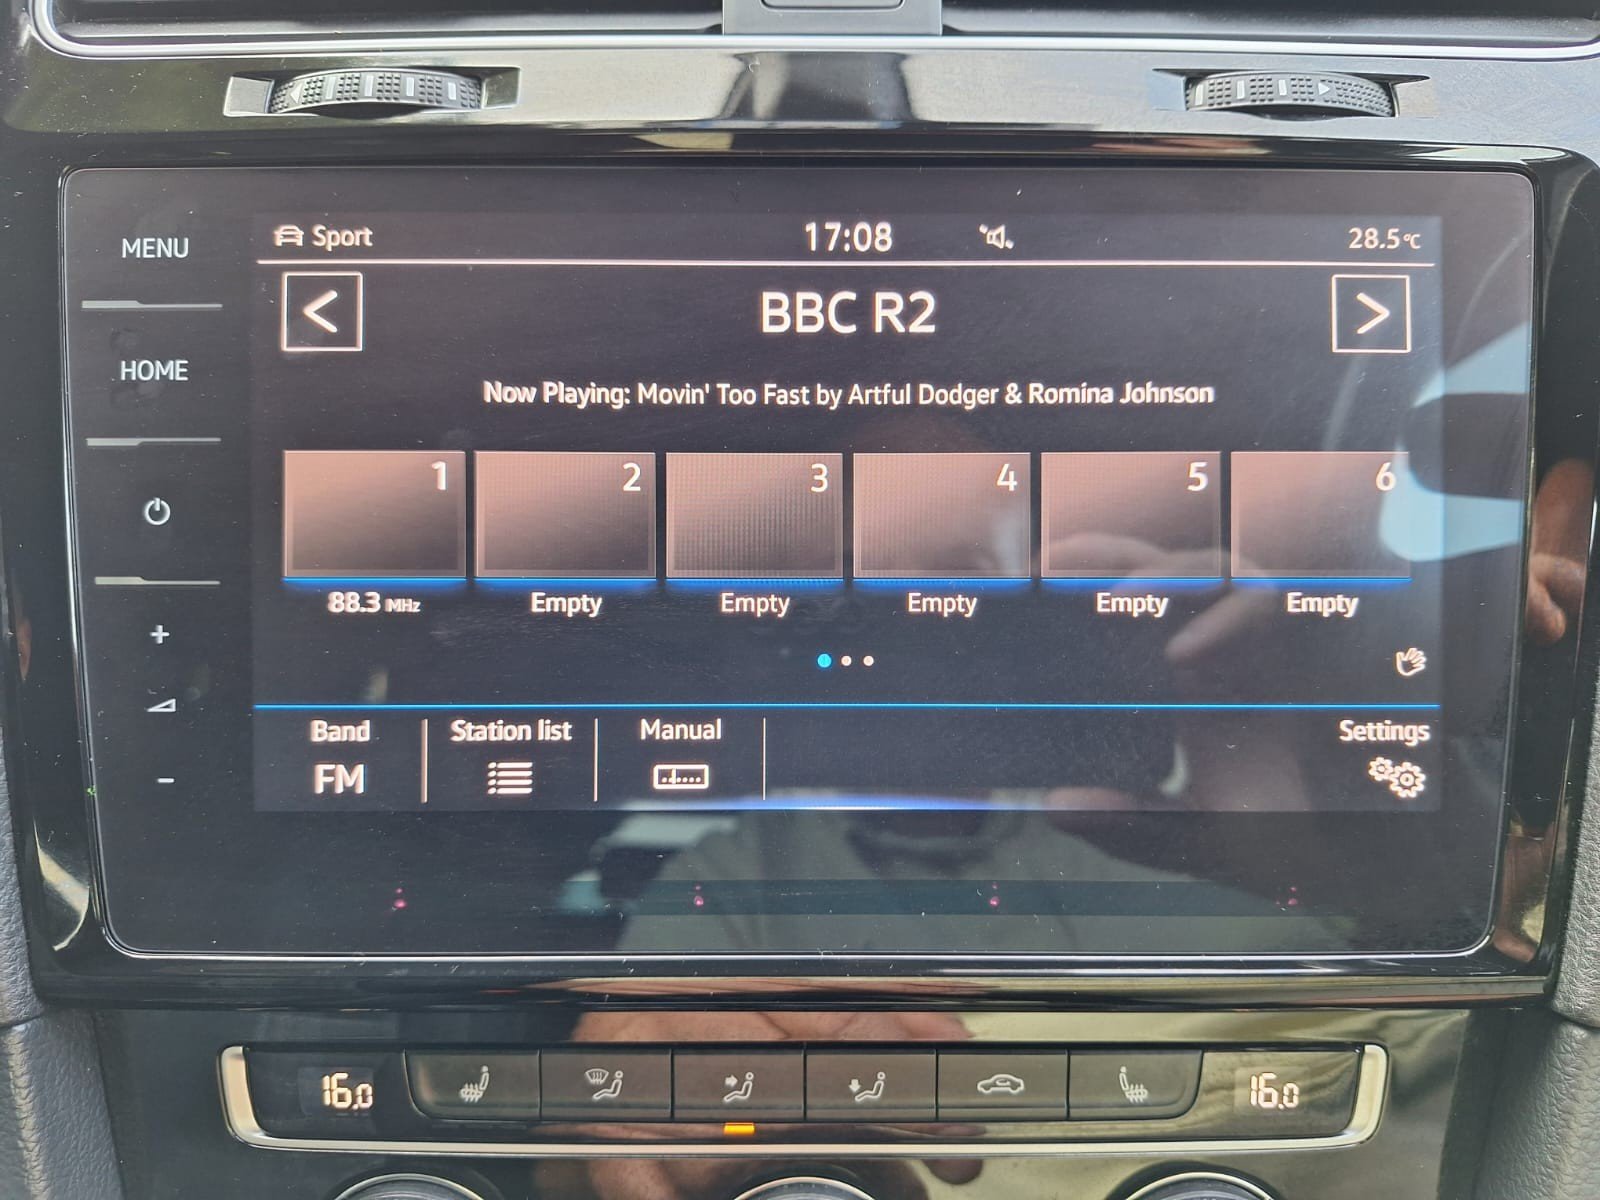 MENU
HOME
Sport
17:08
28.5°C
<
BBC R2
>
Now Playing: Movin' Too Fast by Artful Dodger & Romina Johnson
1
2
3
4
5
6
88.3 MHz
Empty
Empty
Empty
Empty
Empty
+
-
Band
Station list
Manual
Settings
FM
16.0
16.0